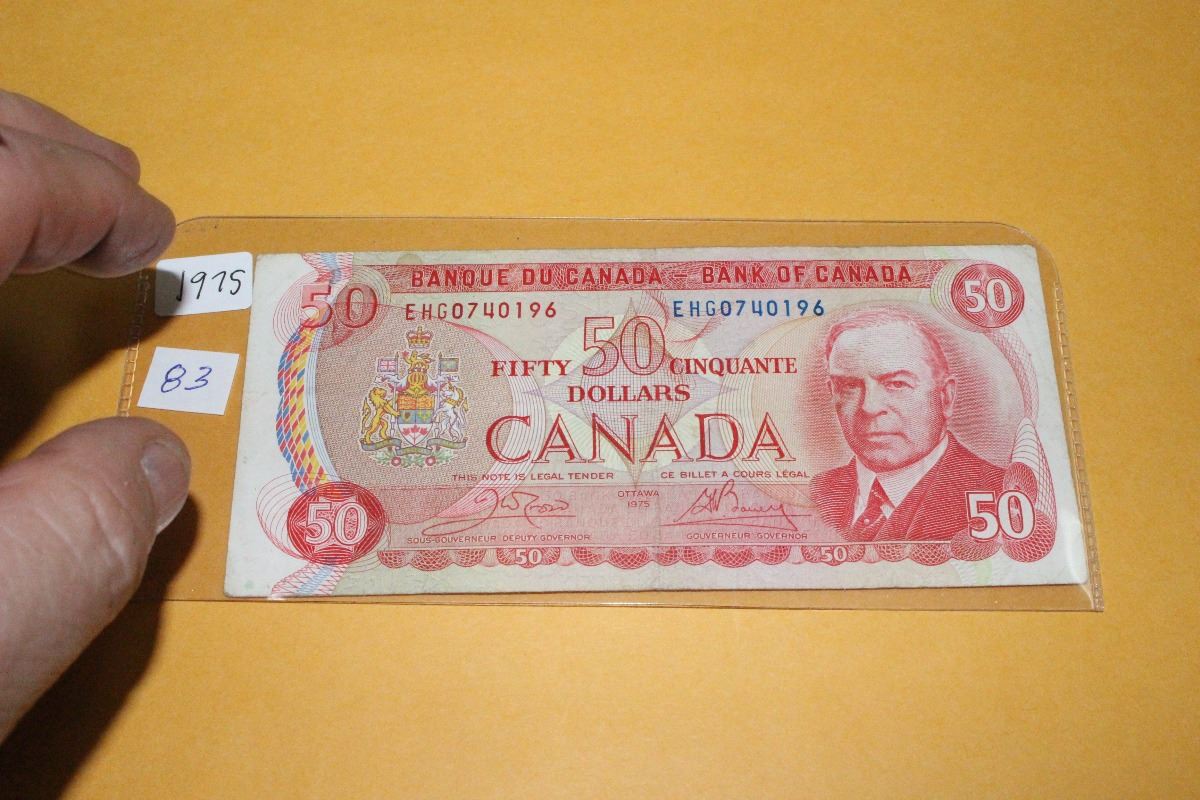 1975
83
BANQUE DU CANADA – BANK OF CANADA
50 50
EHG0740196 EHG0740196
50
FIFTY CINQUANTE
DOLLARS
CANADA
THIS NOTE IS LEGAL TENDER CE BILLET A COURS LÉGAL
OTTAWA
1975
50 50
SOUS-GOUVERNEUR DEPUTY GOVERNOR GOUVERNEUR GOVERNOR
50 50